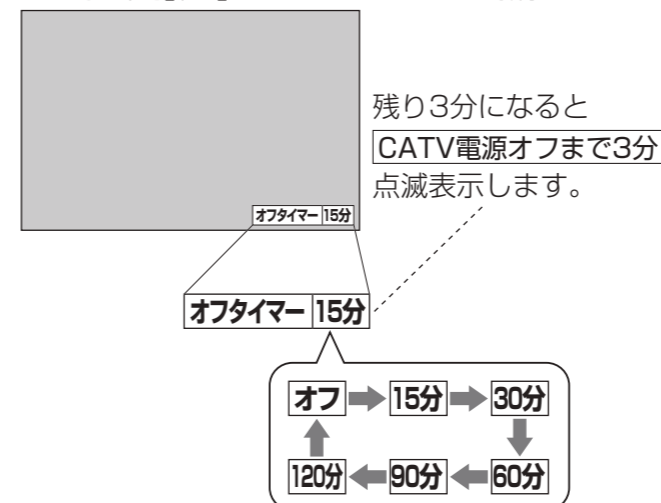 オフタイマー 15分
残り3分になると
CATV電源オフまで3分
点滅表示します。
オフタイマー 15分
オフ 15分 30分
120分 90分 60分